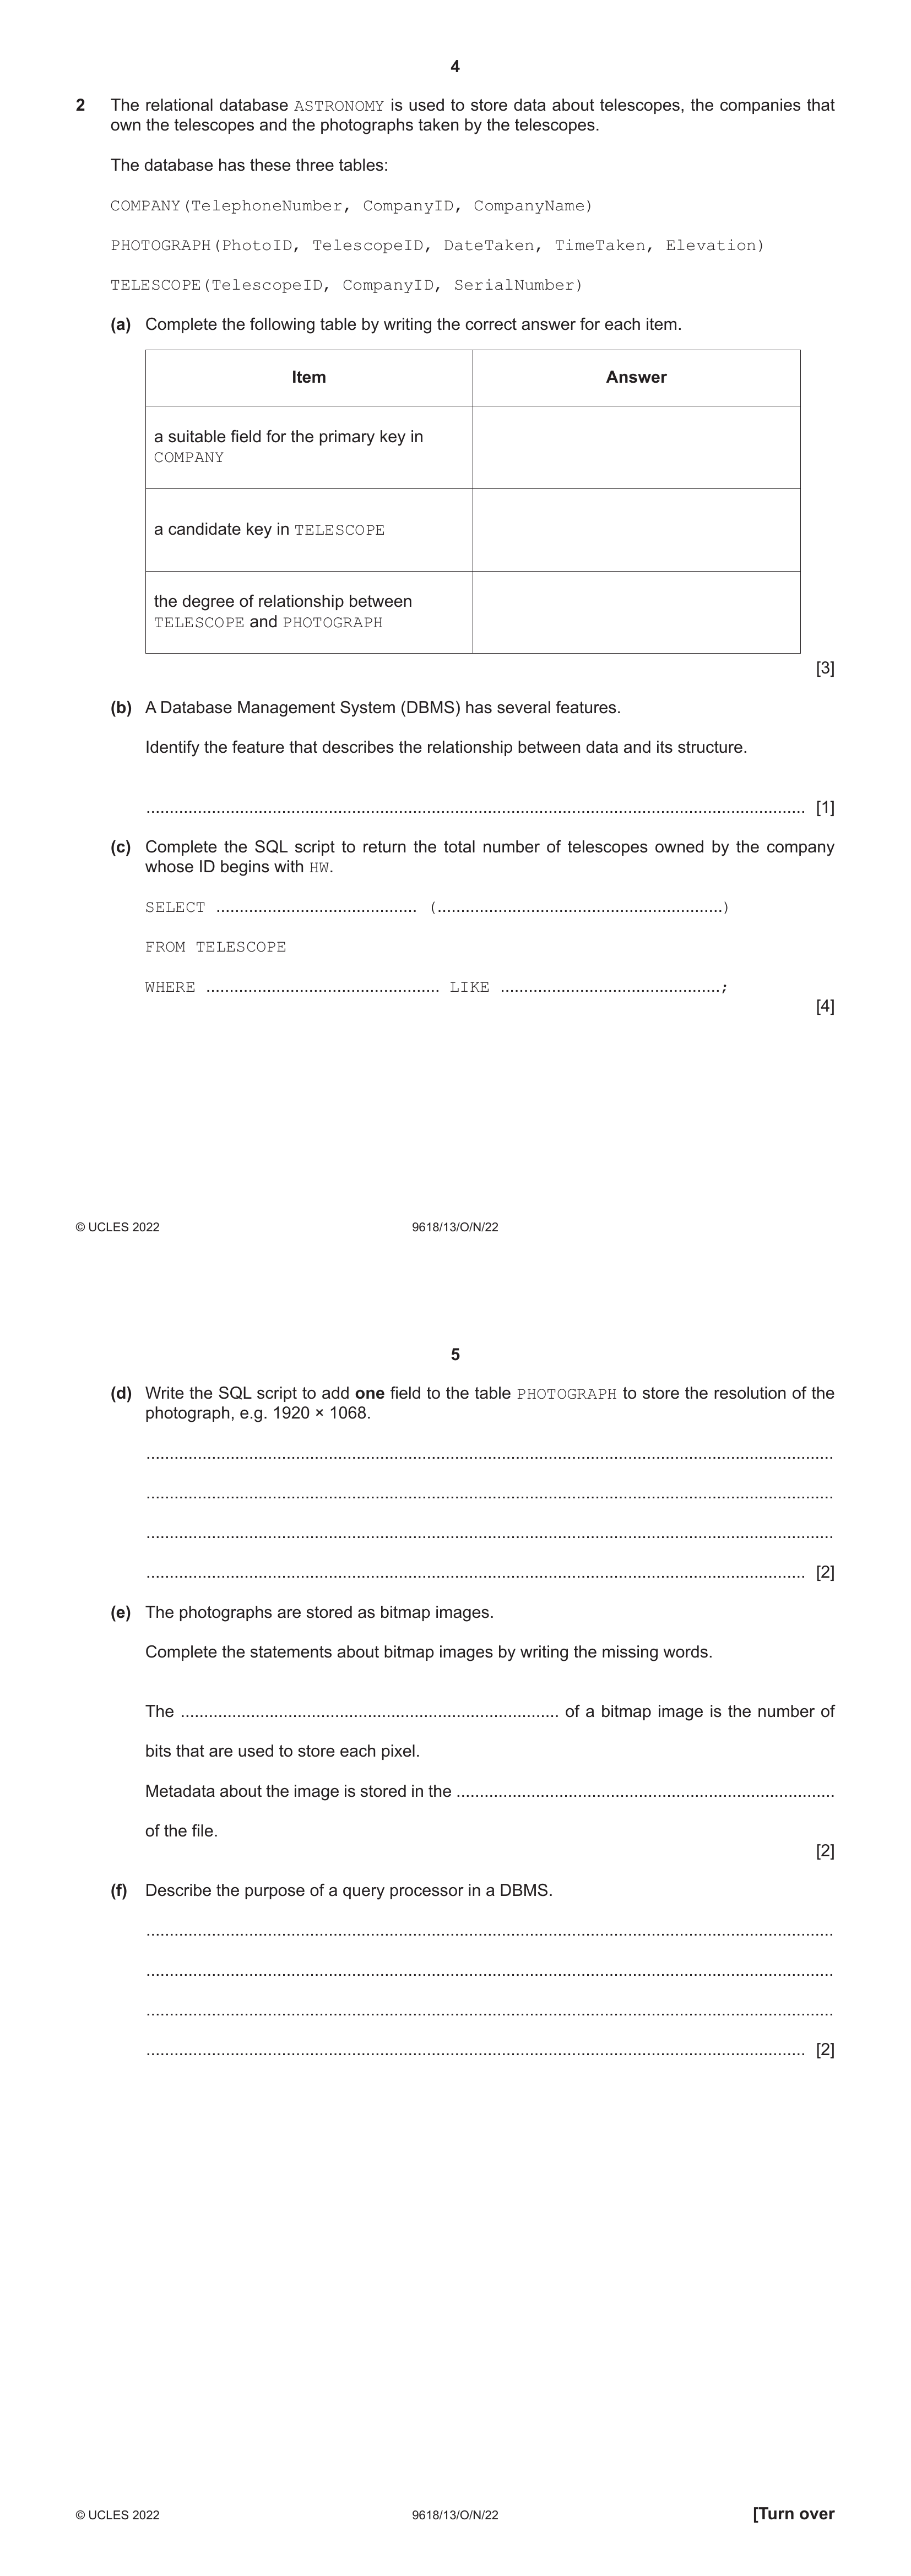 4
2 The relational database ASTRONOMY is used to store data about telescopes, the companies that
own the telescopes and the photographs taken by the telescopes.
The database has these three tables:
COMPANY(TelephoneNumber, CompanyID, CompanyName)
PHOTOGRAPH(PhotoID, TelescopeID, DateTaken, TimeTaken, Elevation)
TELESCOPE(TelescopeID, CompanyID, SerialNumber)
(a) Complete the following table by writing the correct answer for each item.
Item Answer
a suitable field for the primary key in
COMPANY
a candidate key in TELESCOPE
the degree of relationship between
TELESCOPE and PHOTOGRAPH
[3]
(b) A Database Management System (DBMS) has several features.
Identify the feature that describes the relationship between data and its structure.
.......... [1]
(c) Complete the SQL script to return the total number of telescopes owned by the company
whose ID begins with HW.
SELECT .......... (..........)
FROM TELESCOPE
WHERE .......... LIKE ..........;
[4]
© UCLES 2022 9618/13/O/N/22
5
(d) Write the SQL script to add one field to the table PHOTOGRAPH to store the resolution of the
photograph, e.g. 1920 × 1068.
..........
..........
..........
.......... [2]
(e) The photographs are stored as bitmap images.
Complete the statements about bitmap images by writing the missing words.
The .......... of a bitmap image is the number of
bits that are used to store each pixel.
Metadata about the image is stored in the ..........
of the file.
[2]
(f) Describe the purpose of a query processor in a DBMS.
..........
..........
..........
.......... [2]
© UCLES 2022 9618/13/O/N/22 [Turn over